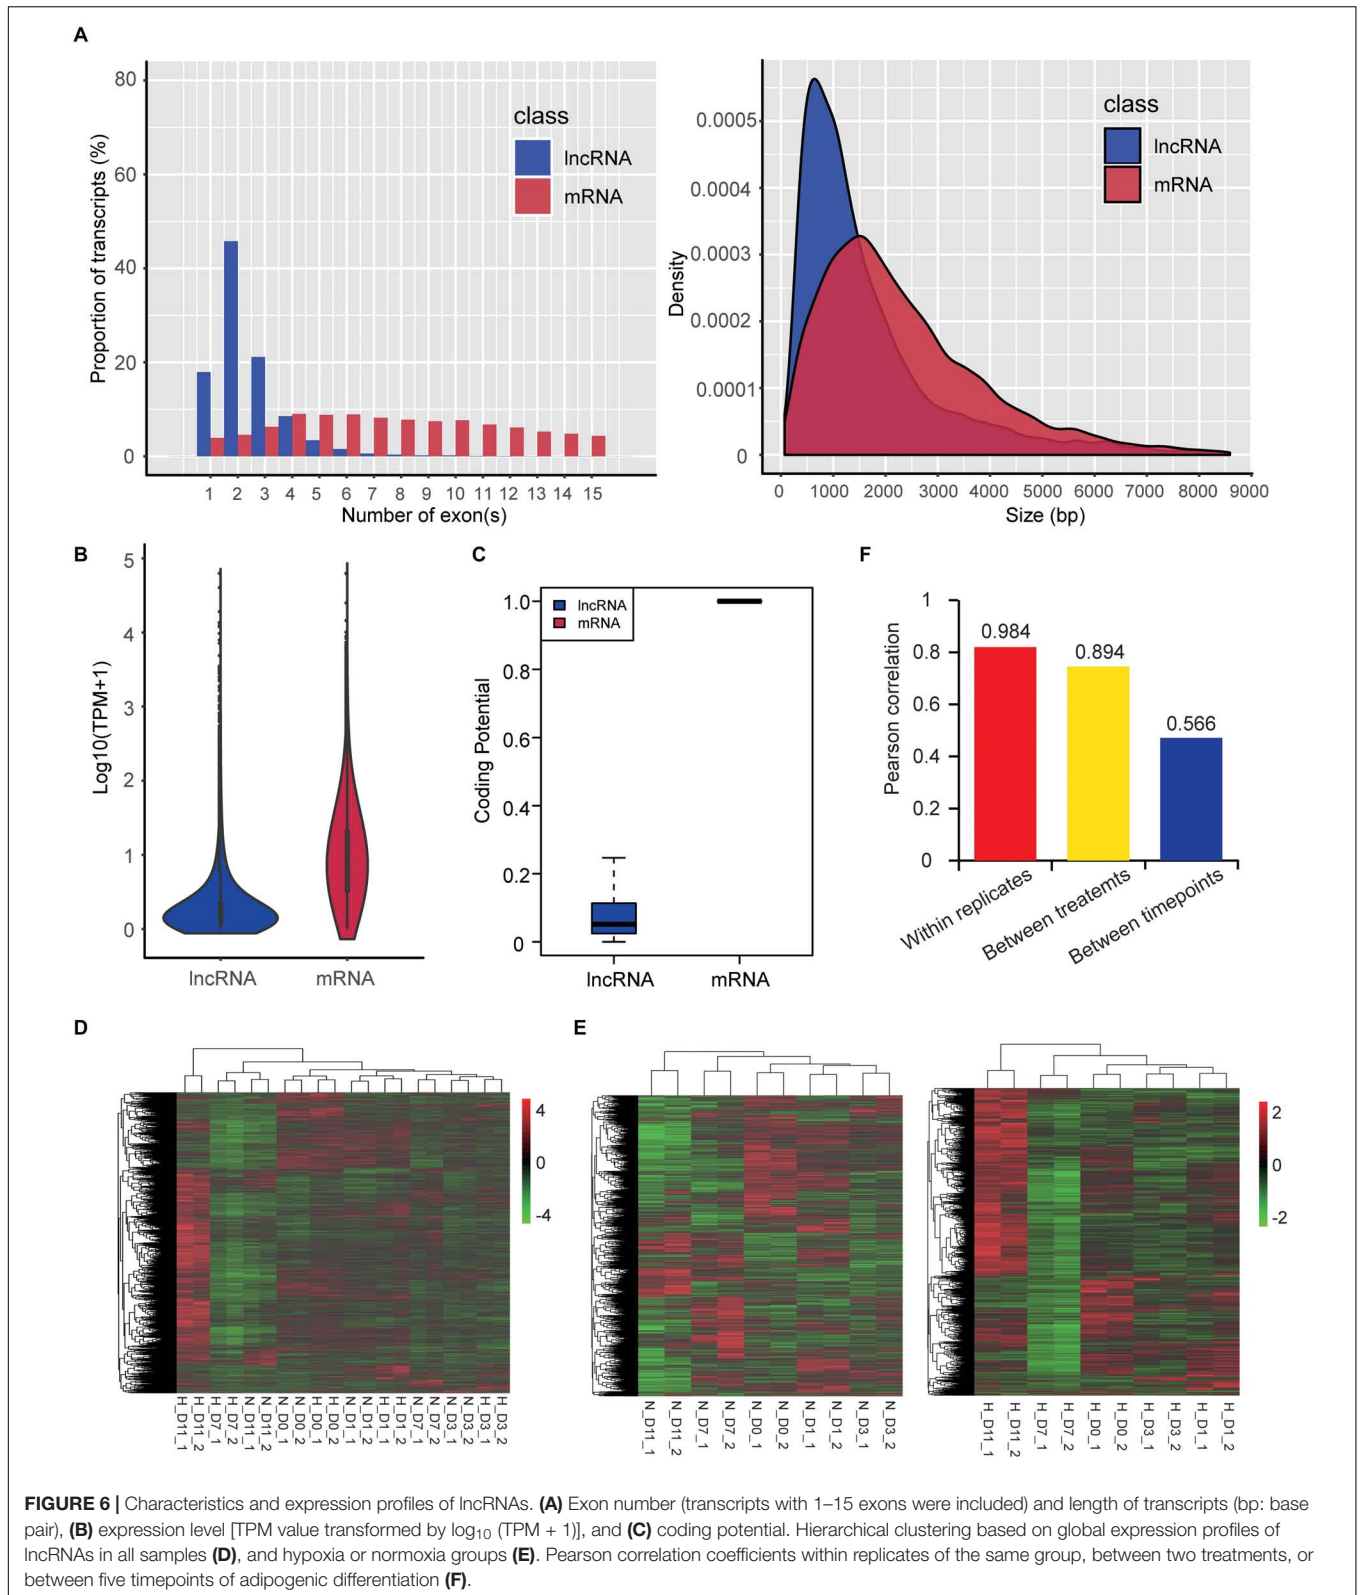 A
Proportion of transcripts (%)
80
60
40
20
0
1 2 3 4 5 6 7 8 9 10 11 12 13 14 15
Number of exon(s)
class
lncRNA
mRNA
Density
0.0005
0.0004
0.0003
0.0002
0.0001
0
0 1000 2000 3000 4000 5000 6000 7000 8000 9000
Size (bp)
class
lncRNA
mRNA
B
Log10(TPM+1)
5
4
3
2
1
0
lncRNA mRNA
C
Coding Potential
1.0
0.8
0.6
0.4
0.2
0
lncRNA
mRNA
lncRNA mRNA
F
Pearson correlation
1
0.8
0.6
0.4
0.2
0
0.984
0.894
0.566
Within replicates
Between treatemts
Between timepoints
D
4
0
-4
H_D11_1
H_D11_2
H_D7_1
H_D7_2
N_D11_1
N_D11_2
N_D0_1
N_D0_2
H_D0_1
H_D0_2
N_D1_1
N_D1_2
H_D1_1
H_D1_2
N_D7_1
N_D7_2
N_D3_1
N_D3_2
H_D3_1
H_D3_2
E
N_D11_1
N_D11_2
N_D7_1
N_D7_2
N_D0_1
N_D0_2
N_D1_1
N_D1_2
N_D3_1
N_D3_2
2
0
-2
H_D11_1
H_D11_2
H_D7_1
H_D7_2
H_D0_1
H_D0_2
H_D3_1
H_D3_2
H_D1_1
H_D1_2
FIGURE 6 | Characteristics and expression profiles of lncRNAs. (A) Exon number (transcripts with 1–15 exons were included) and length of transcripts (bp: base
pair), (B) expression level [TPM value transformed by log10 (TPM + 1)], and (C) coding potential. Hierarchical clustering based on global expression profiles of
lncRNAs in all samples (D), and hypoxia or normoxia groups (E). Pearson correlation coefficients within replicates of the same group, between two treatments, or
between five timepoints of adipogenic differentiation (F).